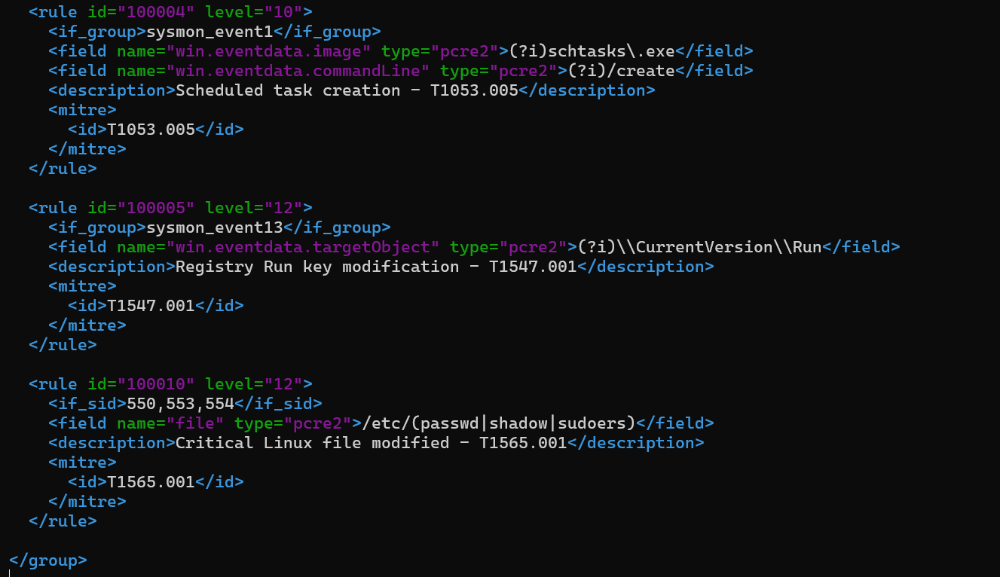 <rule id="100004" level="10">
<if_group>sysmon_event1</if_group>
<field name="win.eventdata.image" type="pcre2">(?i)schtasks\.exe</field>
<field name="win.eventdata.commandLine" type="pcre2">(?i)/create</field>
<description>Scheduled task creation - T1053.005</description>
<mitre>
<id>T1053.005</id>
</mitre>
</rule>
<rule id="100005" level="12">
<if_group>sysmon_event13</if_group>
<field name="win.eventdata.targetObject" type="pcre2">(?i)\\CurrentVersion\\Run</field>
<description>Registry Run key modification - T1547.001</description>
<mitre>
<id>T1547.001</id>
</mitre>
</rule>
<rule id="100010" level="12">
<if_sid>550,553,554</if_sid>
<field name="file" type="pcre2">/etc/(passwd|shadow|sudoers)</field>
<description>Critical Linux file modified - T1565.001</description>
<mitre>
<id>T1565.001</id>
</mitre>
</rule>
</group>